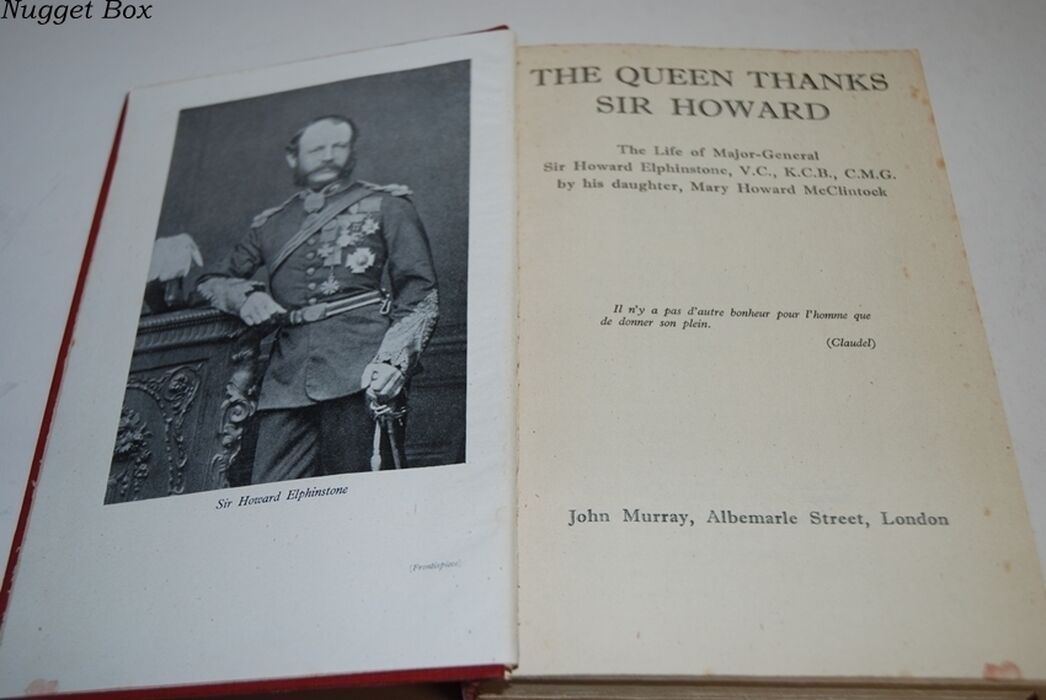 Nugget Box
Sir Howard Elphinstone
(Frontispiece)
THE QUEEN THANKS
SIR HOWARD
The Life of Major-General
Sir Howard Elphinstone, V.C., K.C.B., C.M.G.
by his daughter, Mary Howard McClintock
Il n'y a pas d'autre bonheur pour l'homme que
de donner son plein.
(Claudel)
John Murray, Albemarle Street, London